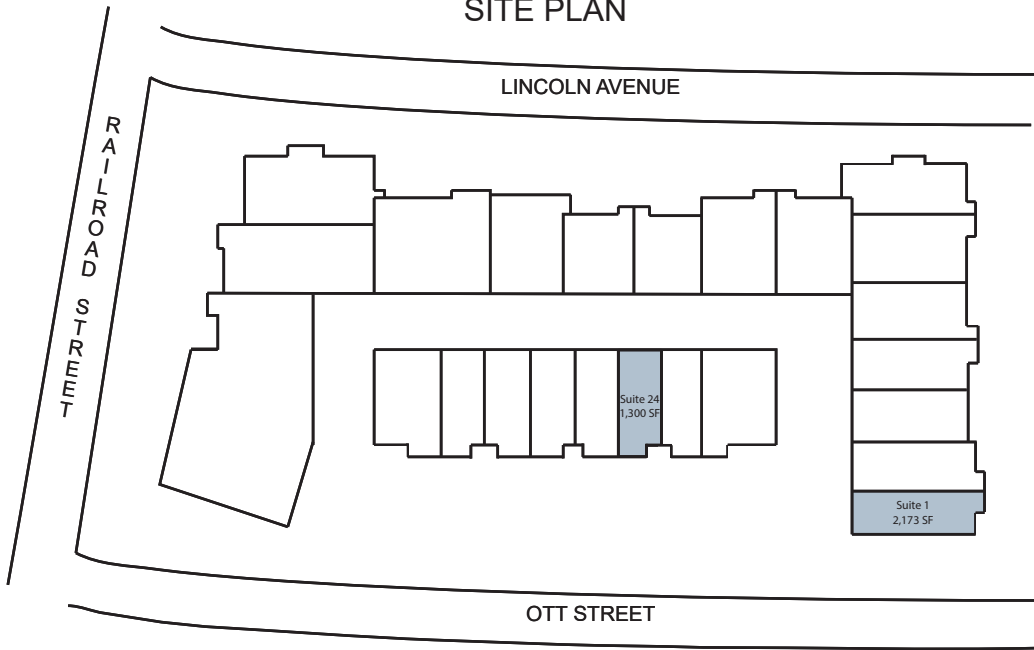 SITE PLAN
LINCOLN AVENUE
RAILROAD STREET
Suite 24
1,300 SF
Suite 1
2,173 SF
OTT STREET